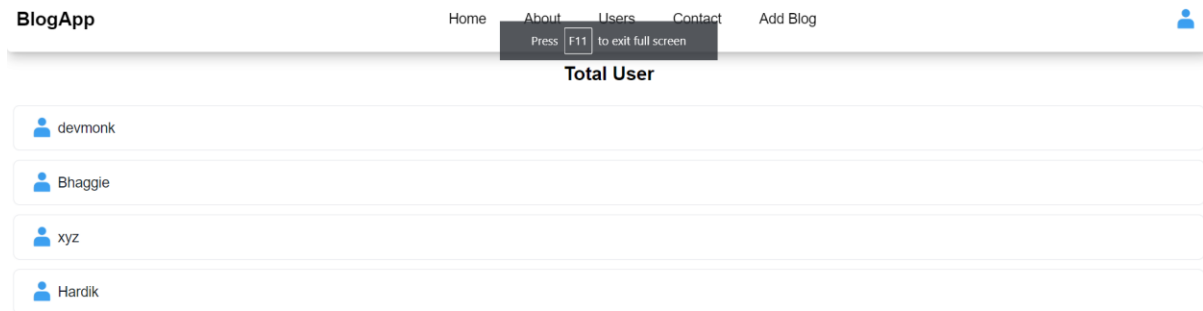 BlogApp Home About Users Contact Add Blog
Press F11 to exit full screen
Total User
devmonk
Bhaggie
xyz
Hardik